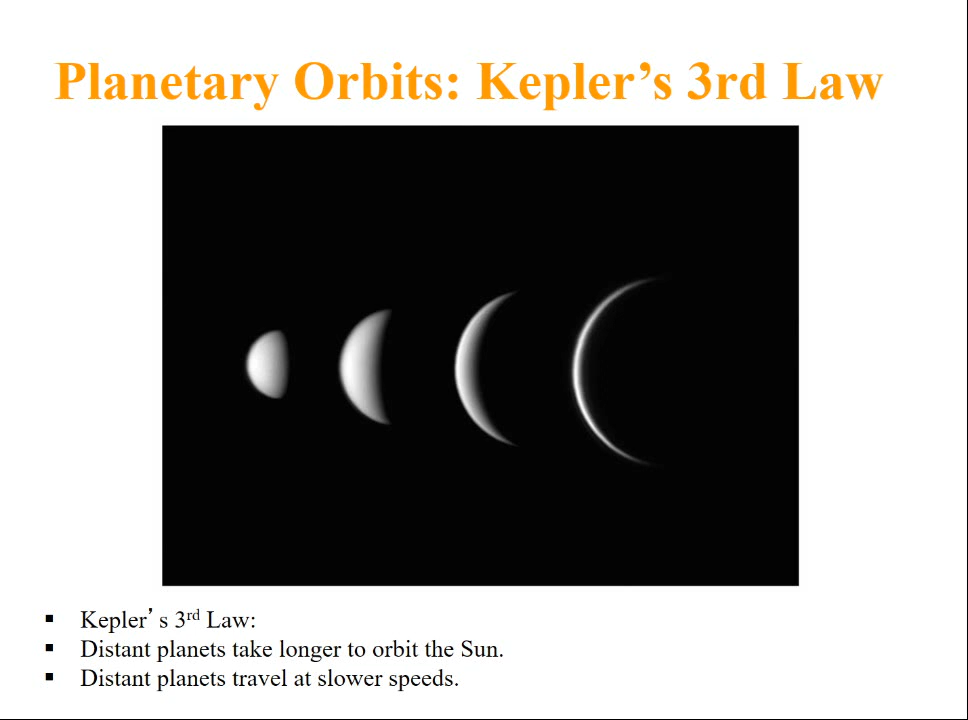 Planetary Orbits: Kepler’s 3rd Law
▪ Kepler’s 3rd Law:
▪ Distant planets take longer to orbit the Sun.
▪ Distant planets travel at slower speeds.